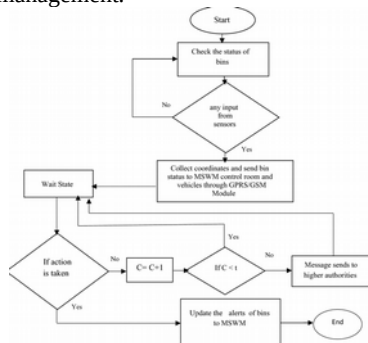 management.
Start
Check the status of
bins
No
any input
from
sensors
Yes
Collect coordinates and send bin
status to MSWM control room and
vehicles through GPRS/GSM
Module
Wait State
Yes
If action
is taken
No
C= C+1
If C < t
No
Message sends to
higher authorities
Yes
Update the alerts of bins
to MSWM
End